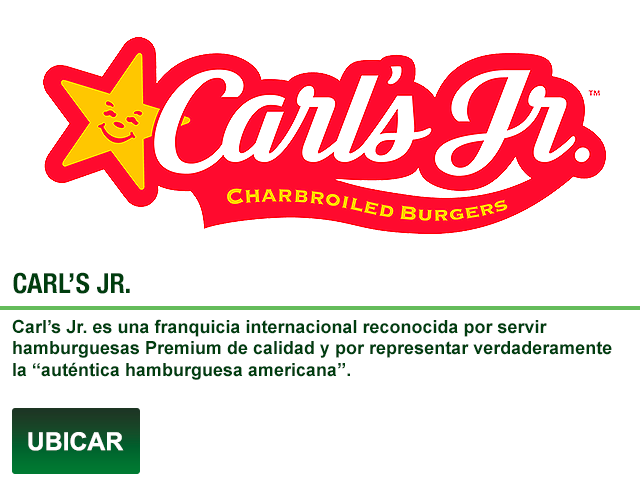 Carl's Jr.™
CHARBROILED BURGERS
CARL’S JR.
Carl’s Jr. es una franquicia internacional reconocida por servir
hamburguesas Premium de calidad y por representar verdaderamente
la “auténtica hamburguesa americana”.
UBICAR